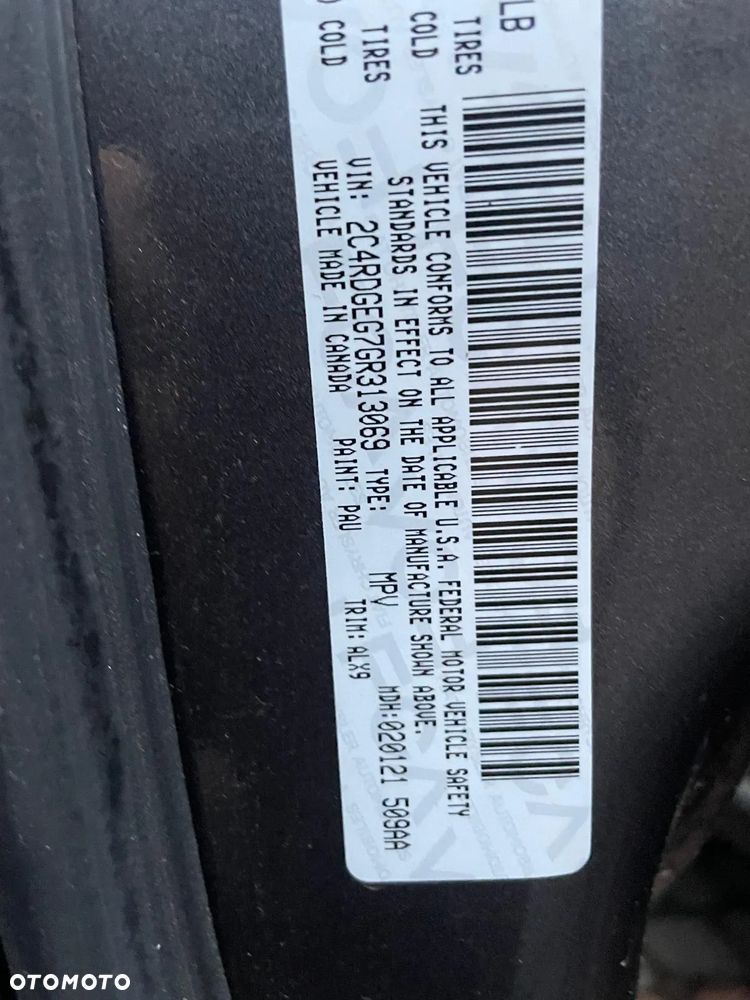 LB
TIRES
COLD
TIRES
) COLD
THIS VEHICLE CONFORMS TO ALL APPLICABLE U.S.A. FEDERAL MOTOR VEHICLE SAFETY
STANDARDS IN EFFECT ON THE DATE OF MANUFACTURE SHOWN ABOVE.
VIN: 2C4RDGEG7GR313069 TYPE: MPV MDH:020121 509AA
VEHICLE MADE IN CANADA PAINT: PAU TRIM: ALX9
OTOMOTO